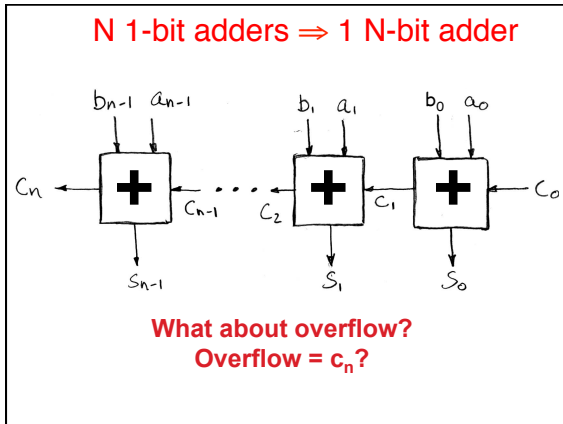 N 1-bit adders ⇒ 1 N-bit adder
bn-1 an-1 b1 a1 b0 a0
+ + +
cn cn-1 ... c2 c1 c0
sn-1 s1 s0
What about overflow?
Overflow = cn?